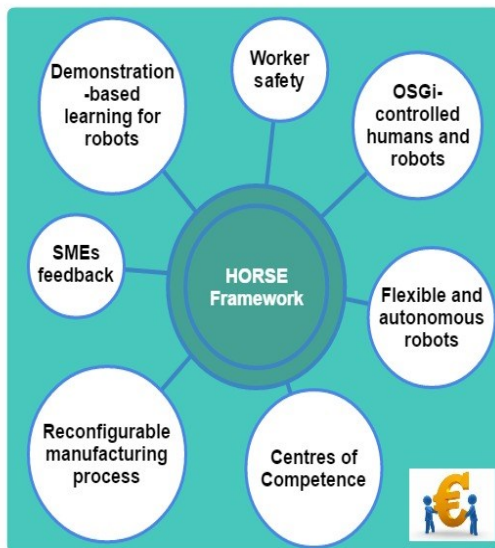 Demonstration
-based
learning for
robots
Worker
safety
OSGi-
controlled
humans and
robots
SMEs
feedback
HORSE
Framework
Flexible and
autonomous
robots
Reconfigurable
manufacturing
process
Centres of
Competence
€